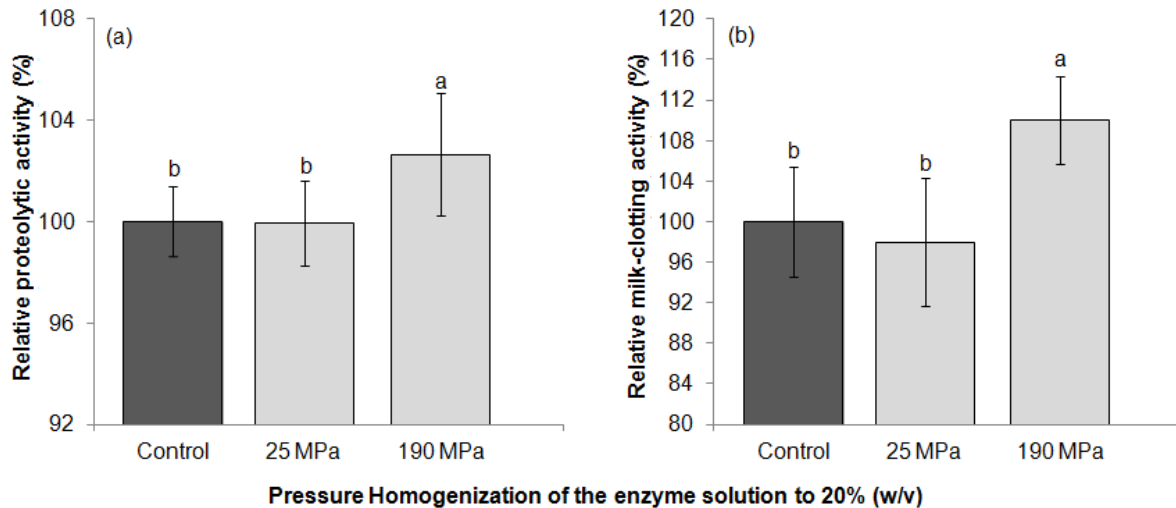 (a)
Relative proteolytic activity (%)
108
104
100
96
92
b
b
a
Control
25 MPa
190 MPa
(b)
Relative milk-clotting activity (%)
120
116
112
108
104
100
96
92
88
84
80
b
b
a
Control
25 MPa
190 MPa
Pressure Homogenization of the enzyme solution to 20% (w/v)